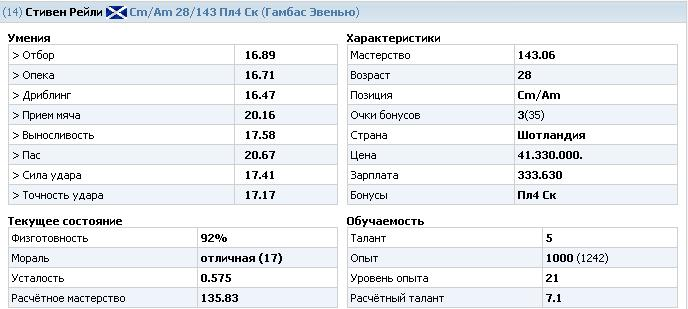 (14) Стивен Рейли Cm/Am 28/143 Пл4 Ск (Гамбас Эвенью)
Умения
> Отбор 16.89
> Опека 16.71
> Дриблинг 16.47
> Прием мяча 20.16
> Выносливость 17.58
> Пас 20.67
> Сила удара 17.41
> Точность удара 17.17
Характеристики
Мастерство 143.06
Возраст 28
Позиция Cm/Am
Очки бонусов 3(35)
Страна Шотландия
Цена 41.330.000.
Зарплата 333.630
Бонусы Пл4 Ск
Текущее состояние
Физготовность 92%
Мораль отличная (17)
Усталость 0.575
Расчётное мастерство 135.83
Обучаемость
Талант 5
Опыт 1000 (1242)
Уровень опыта 21
Расчётный талант 7.1